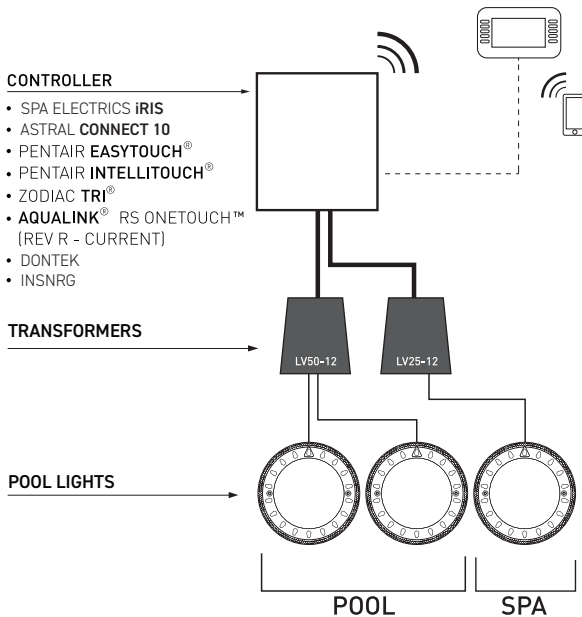 CONTROLLER
• SPA ELECTRICS iRIS
• ASTRAL CONNECT 10
• PENTAIR EASYTOUCH®
• PENTAIR INTELLITOUCH®
• ZODIAC TRI®
• AQUALINK® RS ONETOUCH™
(REV R - CURRENT)
• DONTEK
• INSNRG
TRANSFORMERS
LV50-12
LV25-12
POOL LIGHTS
POOL
SPA